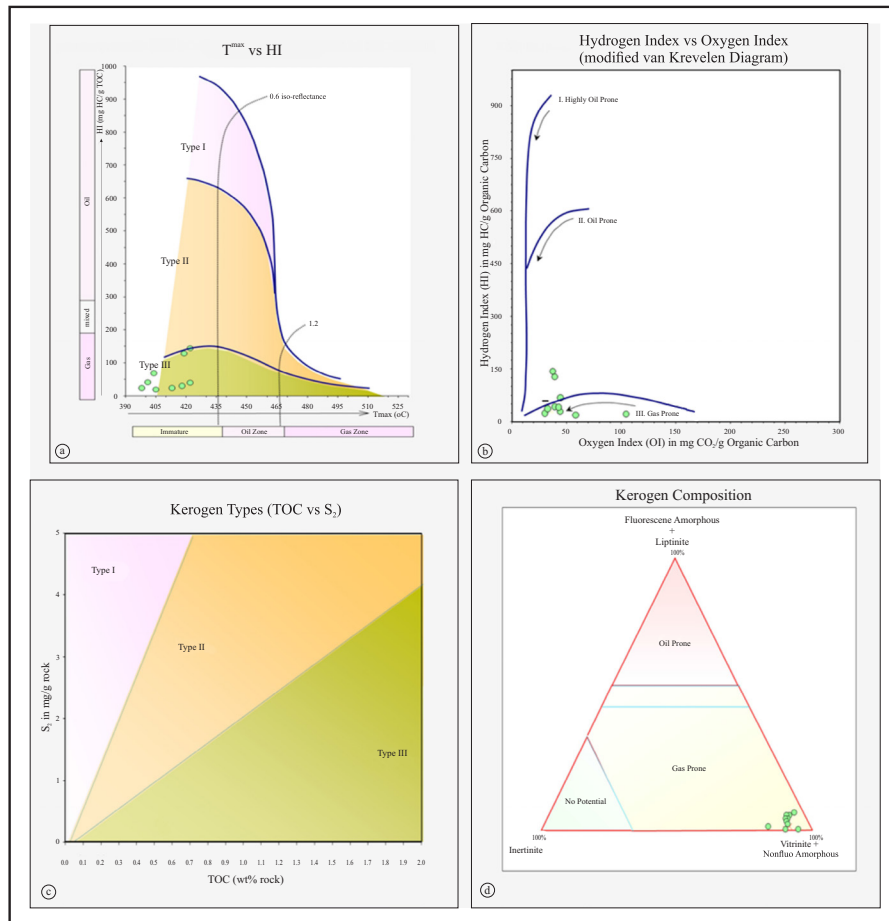 T^max vs HI
HI (mg HC/g TOC)
1000
900
800
700
600
500
400
300
200
100
0
Oil
mixed
Gas
0.6 iso-reflectance
Type I
Type II
Type III
1.2
390 405 420 435 450 465 480 495 510 525
Tmax (oC)
Immature Oil Zone Gas Zone
a
Hydrogen Index vs Oxygen Index
(modified van Krevelen Diagram)
Hydrogen Index (HI) in mg HC/g Organic Carbon
900
750
600
450
300
150
0
I. Highly Oil Prone
II. Oil Prone
III. Gas Prone
0 50 100 150 200 250 300
Oxygen Index (OI) in mg CO₂/g Organic Carbon
b
Kerogen Types (TOC vs S₂)
S₂ in mg/g rock
5
4
3
2
1
0
Type I
Type II
Type III
0.0 0.1 0.2 0.3 0.4 0.5 0.6 0.7 0.8 0.9 1.0 1.1 1.2 1.3 1.4 1.5 1.6 1.7 1.8 1.9 2.0
TOC (wt% rock)
c
Kerogen Composition
Fluorescene Amorphous
+
Liptinite
100%
Oil Prone
Gas Prone
No Potential
100%
Inertinite
100%
Vitrinite +
Nonfluo Amorphous
d